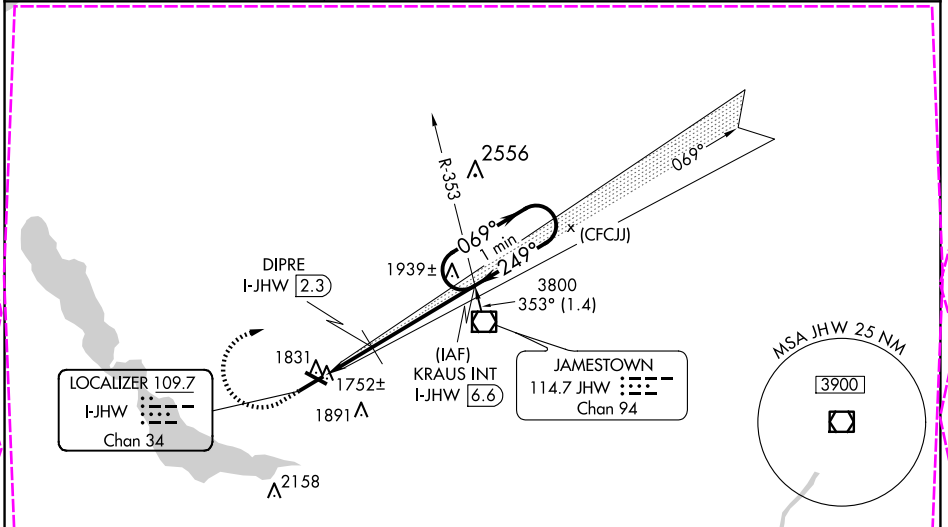 R-353
2556
069°
069°
1 min
249°
(CFCJJ)
1939±
DIPRE
I-JHW 2.3
3800
353° (1.4)
MSA JHW 25 NM
3900
(IAF)
KRAUS INT
I-JHW 6.6
JAMESTOWN
114.7 JHW
Chan 94
1831
1752±
1891
LOCALIZER 109.7
I-JHW
Chan 34
2158